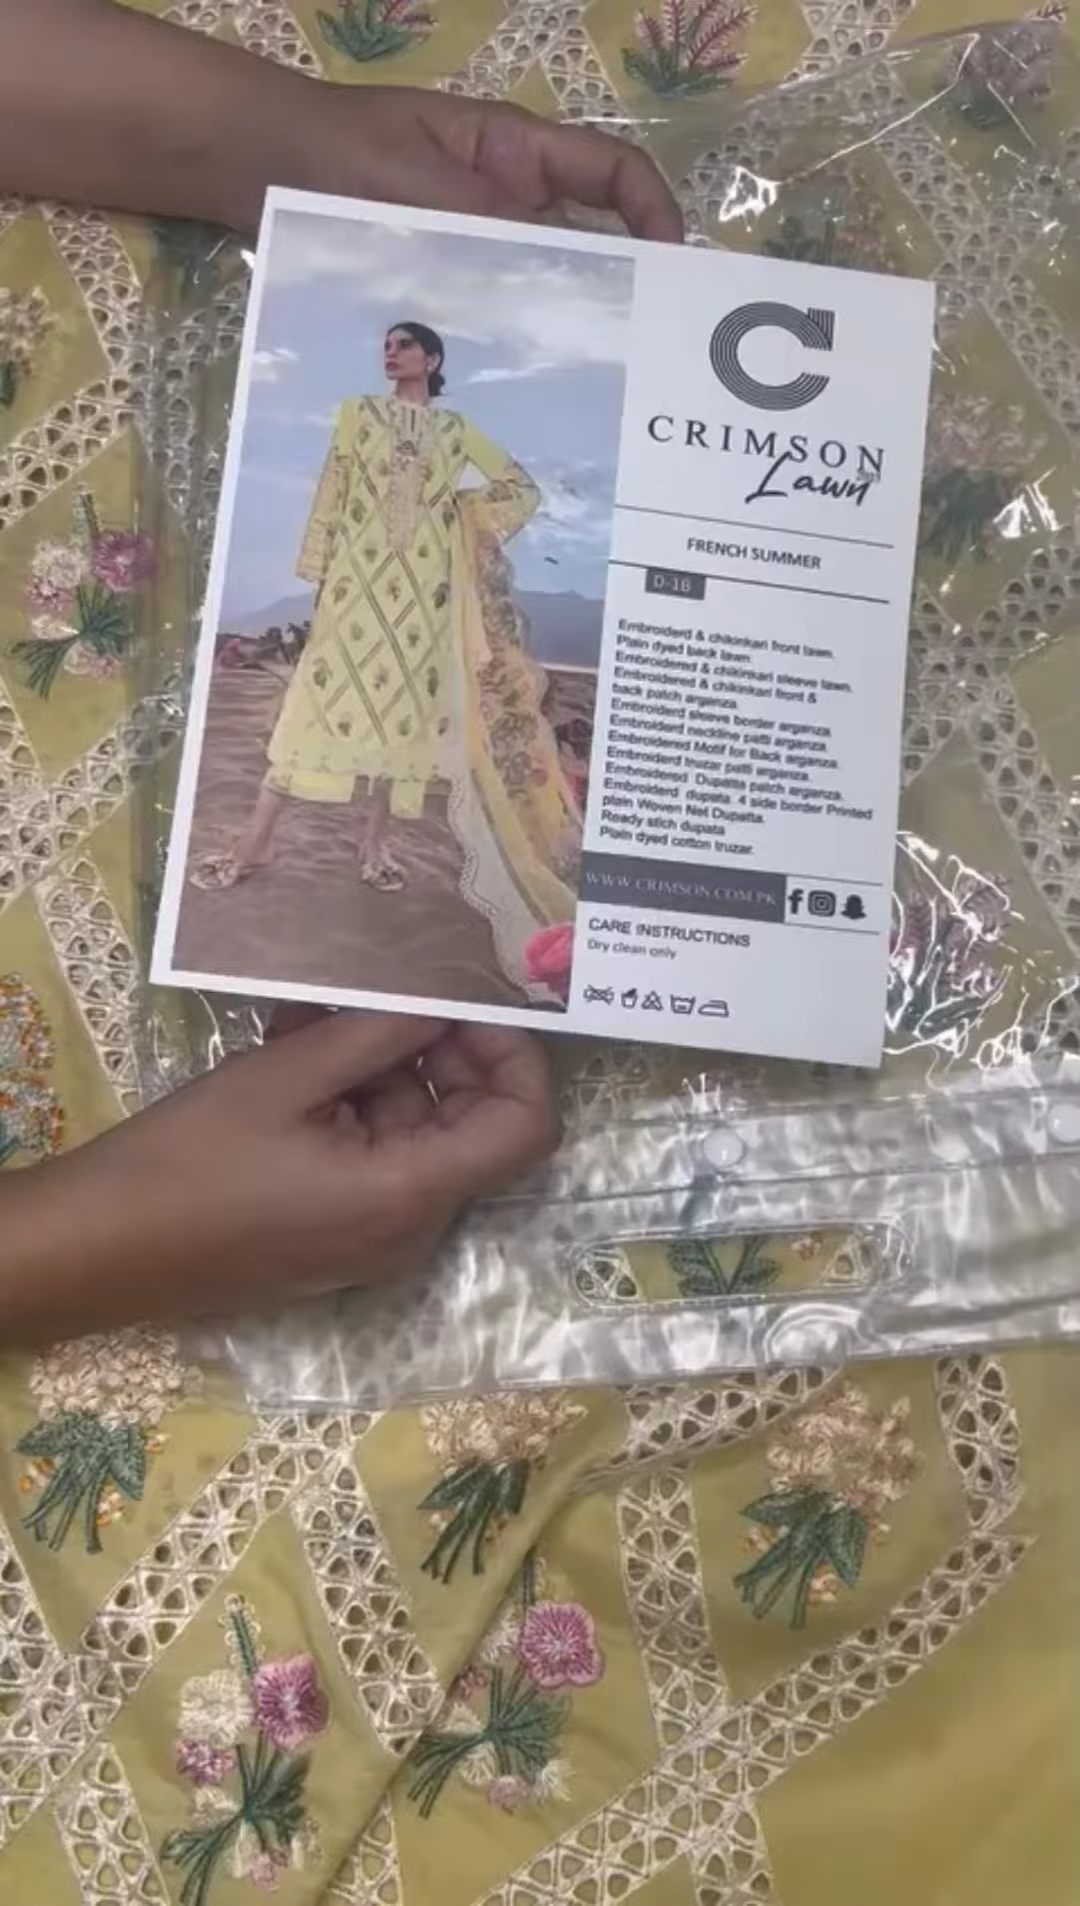 CRIMSON
Lawn
FRENCH SUMMER
D-1B
Embroiderd & chikinkari front lawn.
Plain dyed back lawn.
Embroidered & chikinkari sleeve lawn.
Embroidered & chikinkari front &
back patch arganza.
Embroiderd sleeve border arganza.
Embroiderd neckline patti arganza.
Embroidered Motif for Back arganza.
Embroiderd truzar patti arganza.
Embroidered Dupatta patch arganza.
Embroiderd dupata 4 side border Printed
plain Woven Net Dupatta.
Ready stich dupata
Plain dyed cotton truzar.
WWW.CRIMSON.COM.PK
CARE INSTRUCTIONS
Dry clean only